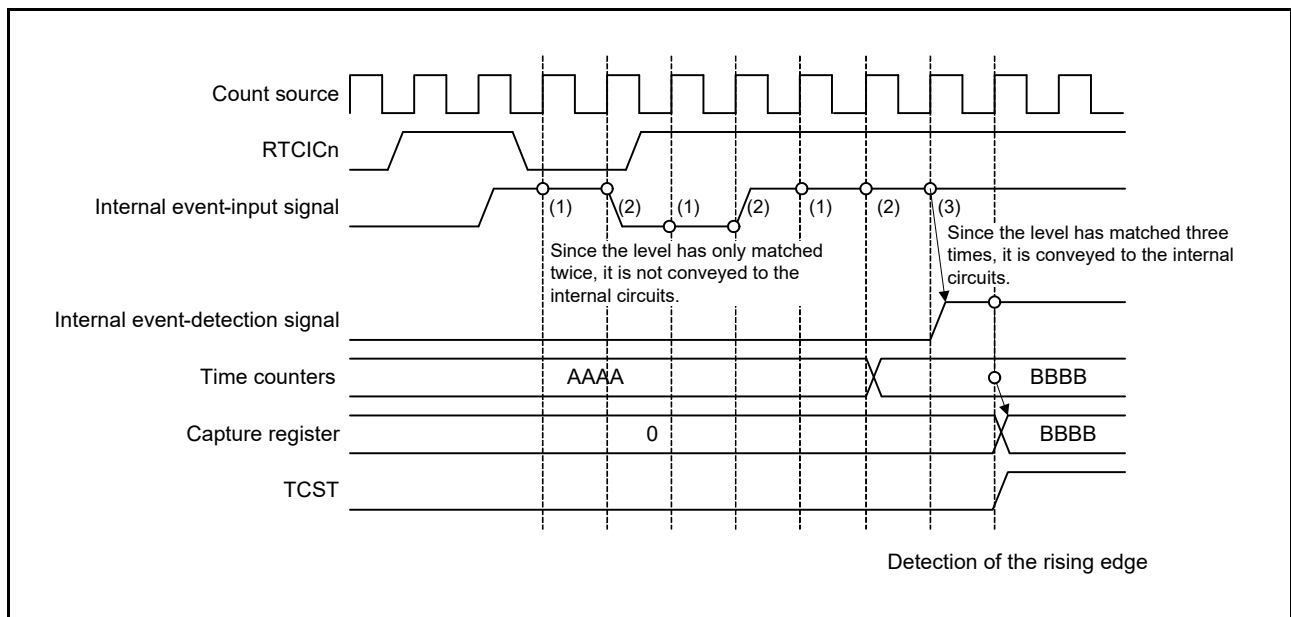 Count source
RTCICn
Internal event-input signal
(1) (2) (1) (2) (1) (2) (3)
Since the level has only matched
twice, it is not conveyed to the
internal circuits.
Since the level has matched three
times, it is conveyed to the internal
circuits.
Internal event-detection signal
Time counters
AAAA
BBBB
Capture register
0
BBBB
TCST
Detection of the rising edge